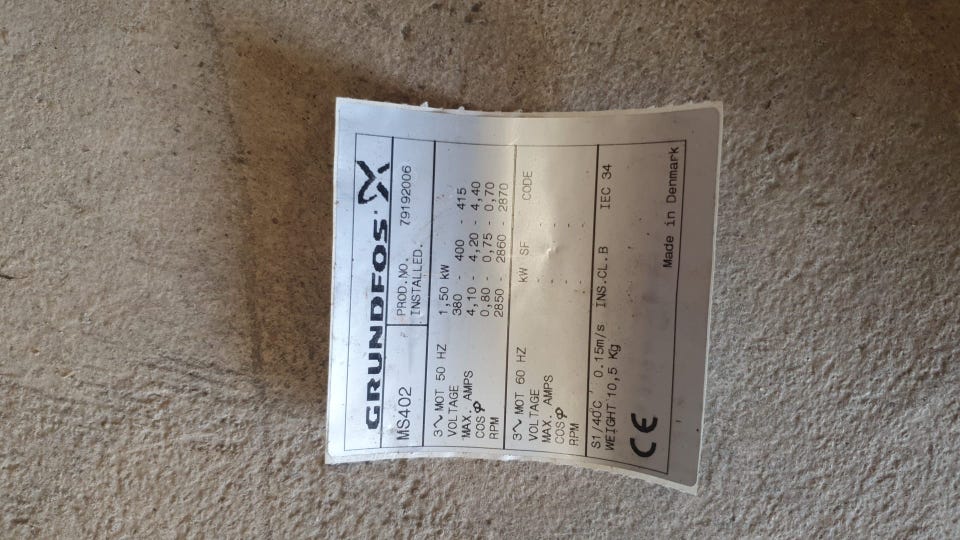 GRUNDFOS
MS402 PROD.NO. 79192006
INSTALLED.
3~ MOT 50 HZ 1,50 kW
VOLTAGE 380 - 400 - 415
MAX. AMPS 4,10 - 4,20 - 4,40
COS φ 0,80 - 0,75 - 0,70
RPM 2850 - 2860 - 2870
3~ MOT 60 HZ kW SF CODE
VOLTAGE - -
MAX. AMPS - -
COS φ - -
RPM - -
S1/40°C 0.15m/s INS.CL.B IEC 34
WEIGHT 10,5 Kg
CE
Made in Denmark